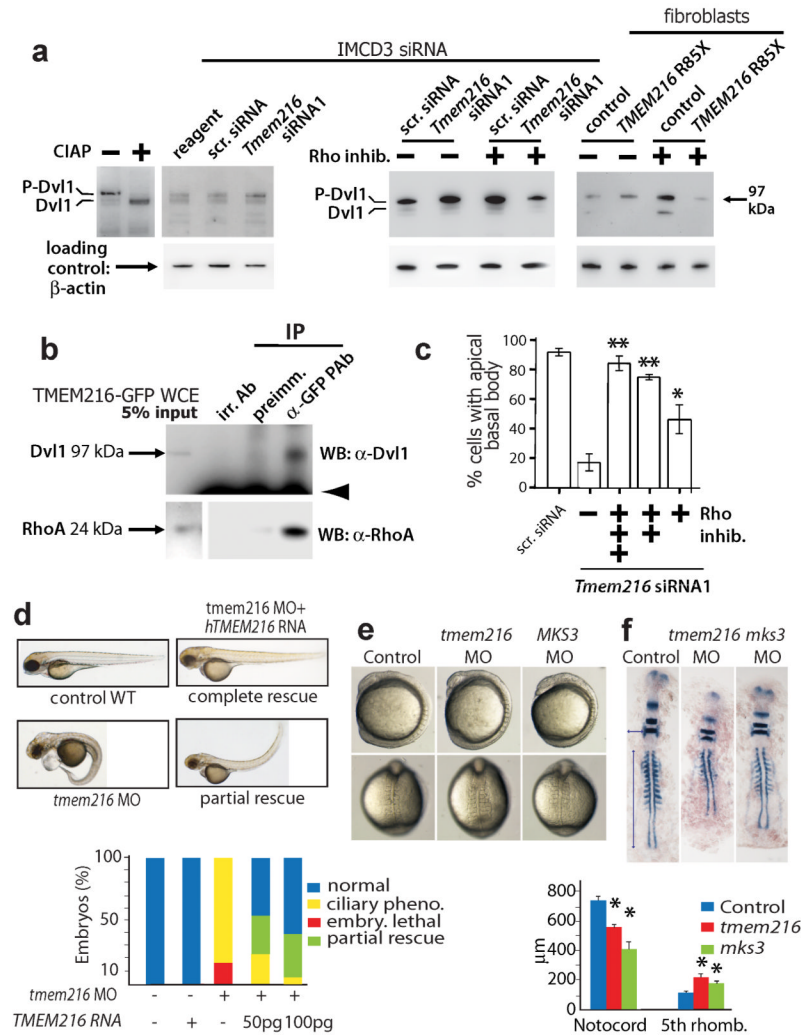 fibroblasts
a
IMCD3 siRNA
CIAP
− +
reagent
scr. siRNA
Tmem216 siRNA1
scr. siRNA
Tmem216 siRNA1
scr. siRNA
Tmem216 siRNA1
control
TMEM216 R85X
control
TMEM216 R85X
Rho inhib. − − + + − − + +
P-Dvl1
Dvl1
P-Dvl1
Dvl1
97 kDa
loading control: β-actin
b
IP
TMEM216-GFP WCE
5% input
irr. Ab
preimm.
α-GFP PAb
Dvl1 97 kDa
WB: α-Dvl1
RhoA 24 kDa
WB: α-RhoA
c
% cells with apical basal body
100
80
60
40
20
0
** ** *
scr. siRNA
− +++ ++ + Rho inhib.
Tmem216 siRNA1
d
tmem216 MO+
hTMEM216 RNA
control WT
complete rescue
tmem216 MO
partial rescue
Embryos (%)
100
50
10
normal
ciliary pheno.
embry. lethal
partial rescue
tmem216 MO - - + + +
TMEM216 RNA - + - 50pg 100pg
e
Control
tmem216 MO
MKS3 MO
f
Control
tmem216 MO
mks3 MO
μm
800
600
400
200
0
* *
* *
Control
tmem216
mks3
Notocord
5th rhomb.